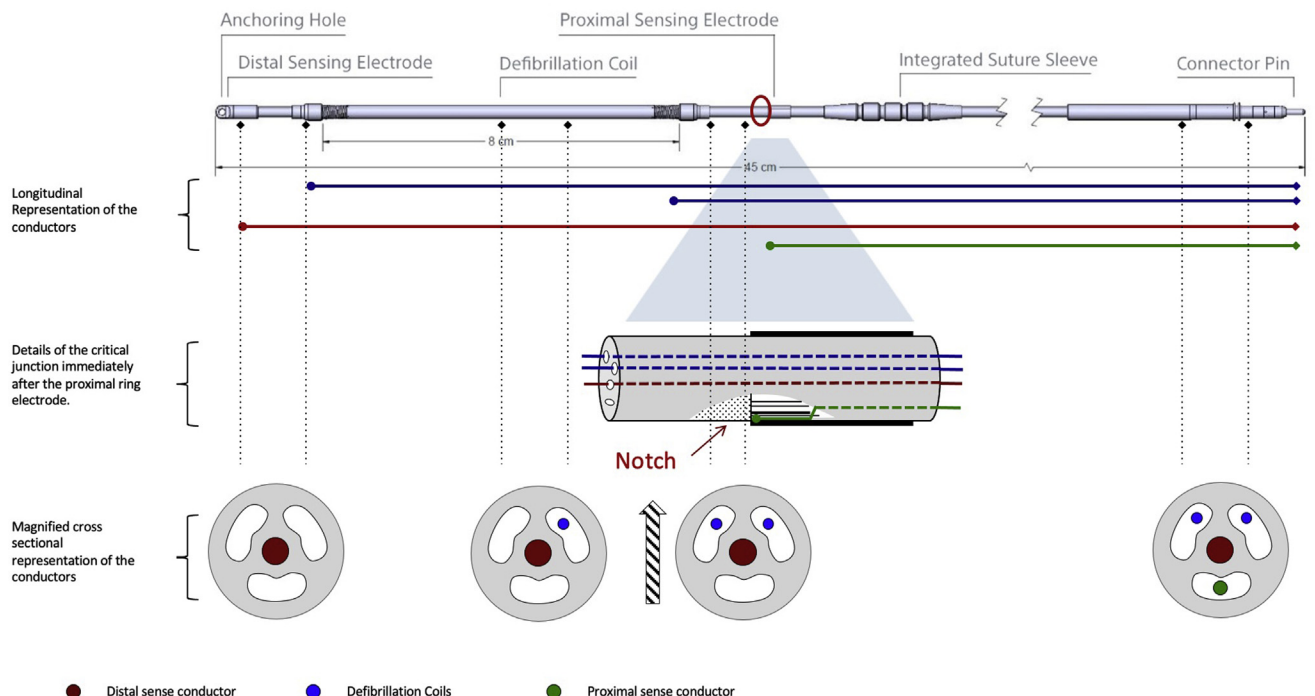 Anchoring Hole
Proximal Sensing Electrode
Distal Sensing Electrode
Defibrillation Coil
Integrated Suture Sleeve
Connector Pin
8 cm
45 cm
Longitudinal
Representation of the
conductors
Details of the critical
junction immediately
after the proximal ring
electrode.
Notch
Magnified cross
sectional
representation of the
conductors
Distal sense conductor
Defibrillation Coils
Proximal sense conductor